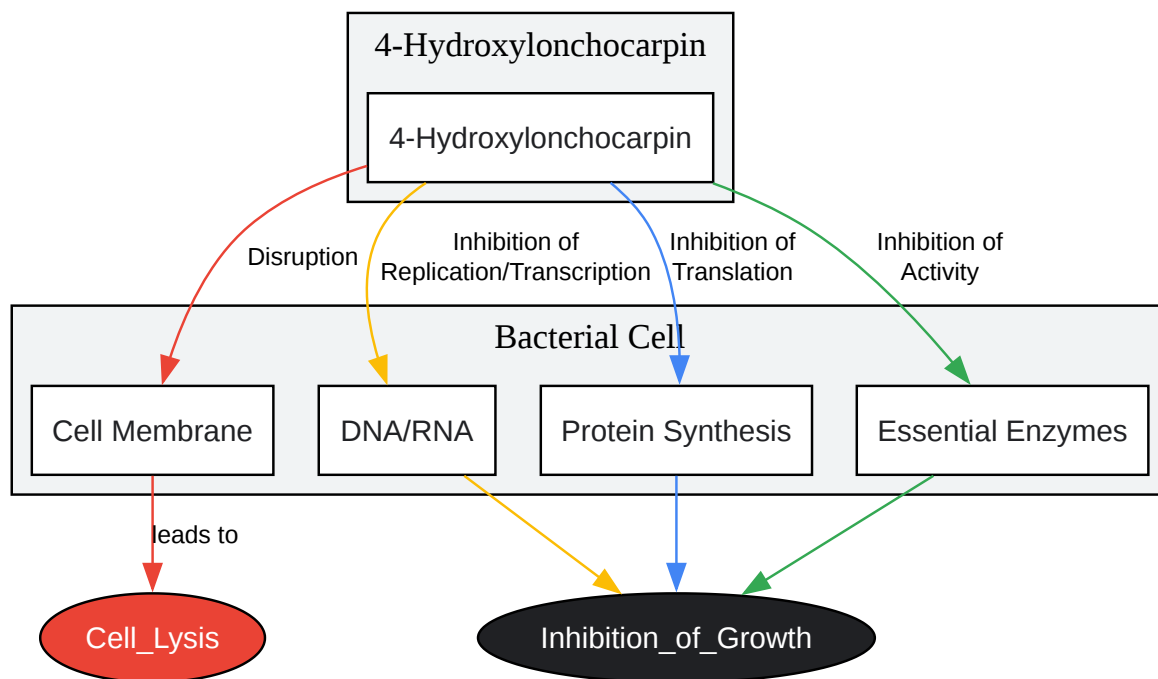 4-Hydroxylonchocarpin
4-Hydroxylonchocarpin
Disruption
Inhibition of
Replication/Transcription
Inhibition of
Translation
Inhibition of
Activity
Bacterial Cell
Cell Membrane
DNA/RNA
Protein Synthesis
Essential Enzymes
leads to
Cell_Lysis
Inhibition_of_Growth